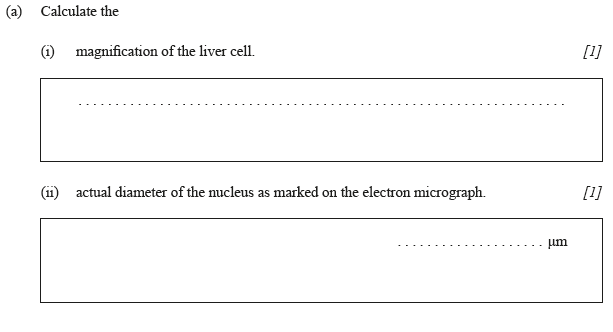 (a) Calculate the
(i) magnification of the liver cell. [1]
. . . . . . . . . . . . . . . . . . . . . . . . . . . . . . . . . . . . . . . . . . . . . . . . . . . . . . . . . . . . . . . . . . .
(ii) actual diameter of the nucleus as marked on the electron micrograph. [1]
. . . . . . . . . . . . . . . . . . . . μm